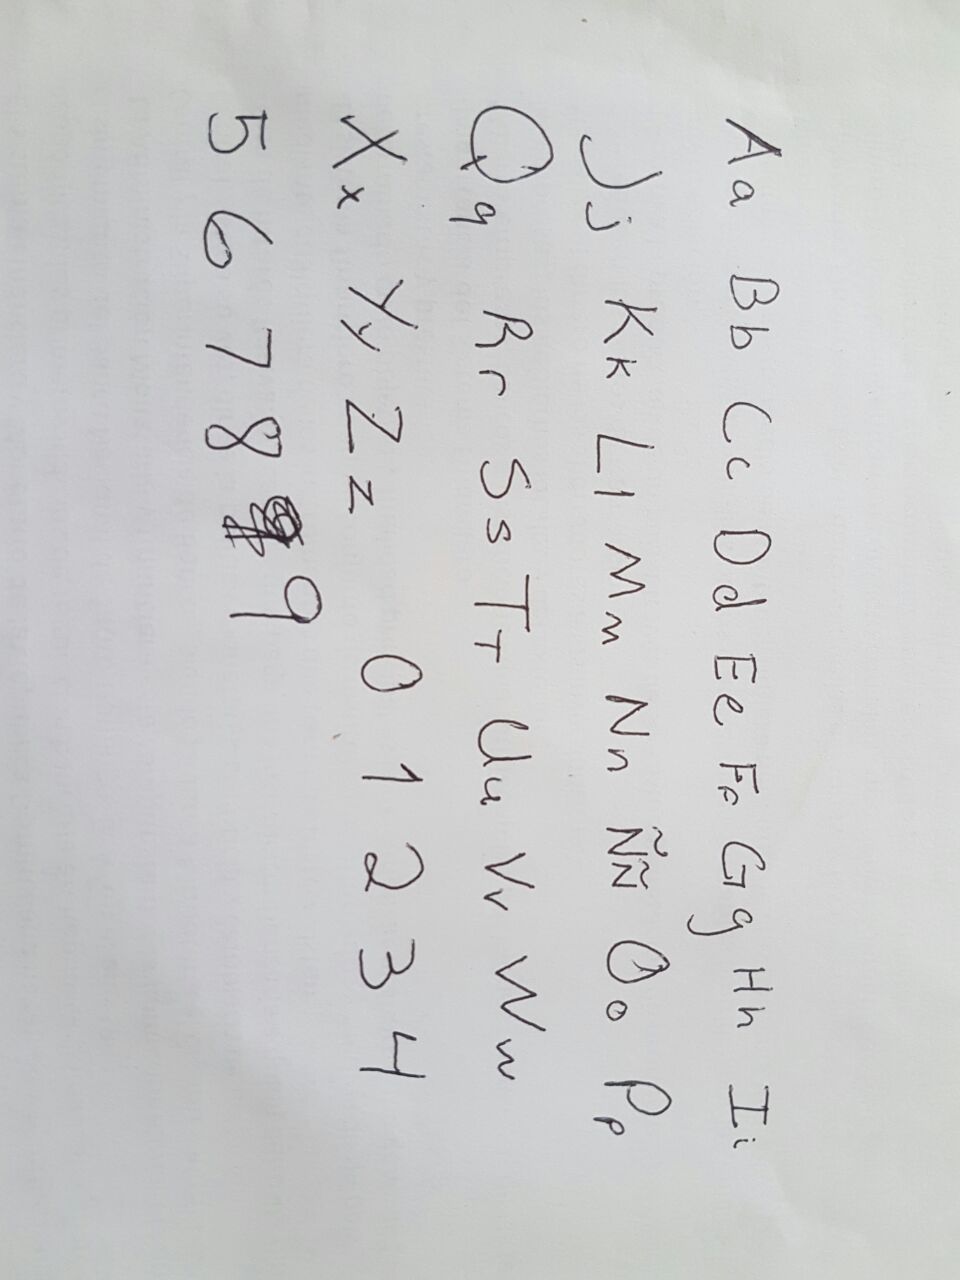 Aa Bb Cc Dd Ee Ff Gg Hh Ii
Jj Kk Ll Mm Nn ÑÑ Oo Pp
Qq Rr Ss TT Uu Vv Ww
Xx Yy Zz 0 1 2 3 4
5 6 7 8 9